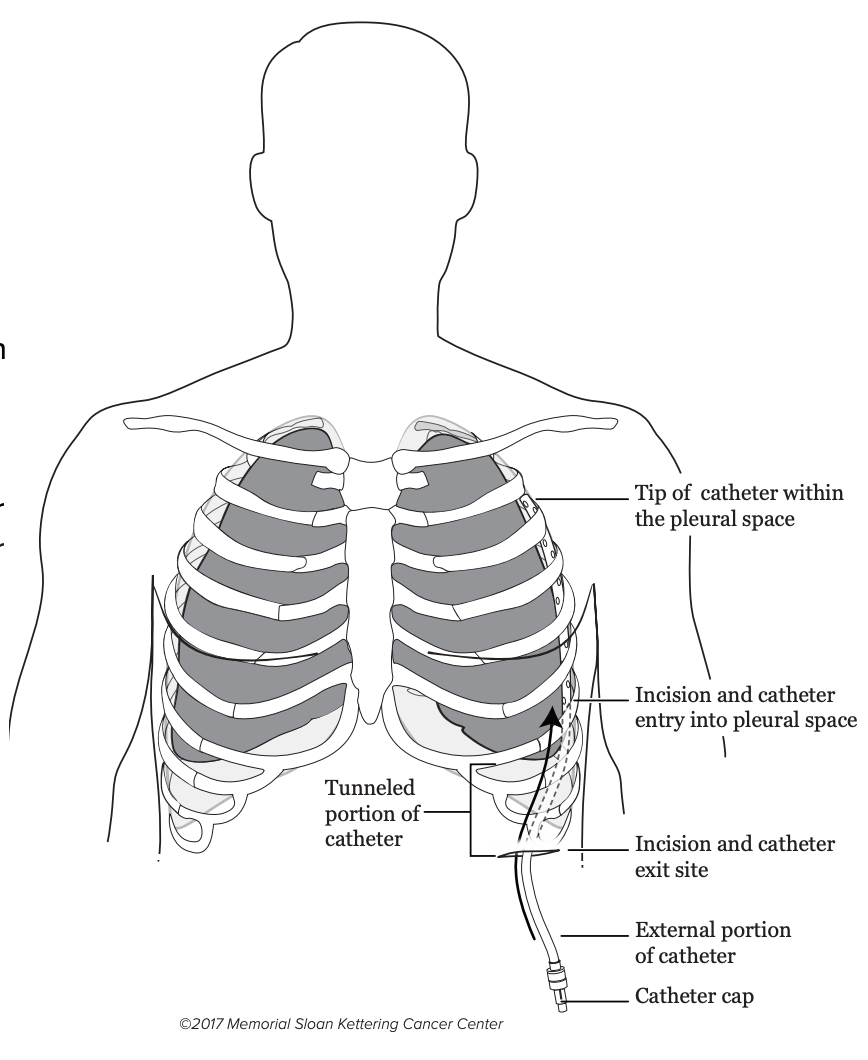 Tip of catheter within
the pleural space
Incision and catheter
entry into pleural space
Tunneled
portion of
catheter
Incision and catheter
exit site
External portion
of catheter
Catheter cap
©2017 Memorial Sloan Kettering Cancer Center